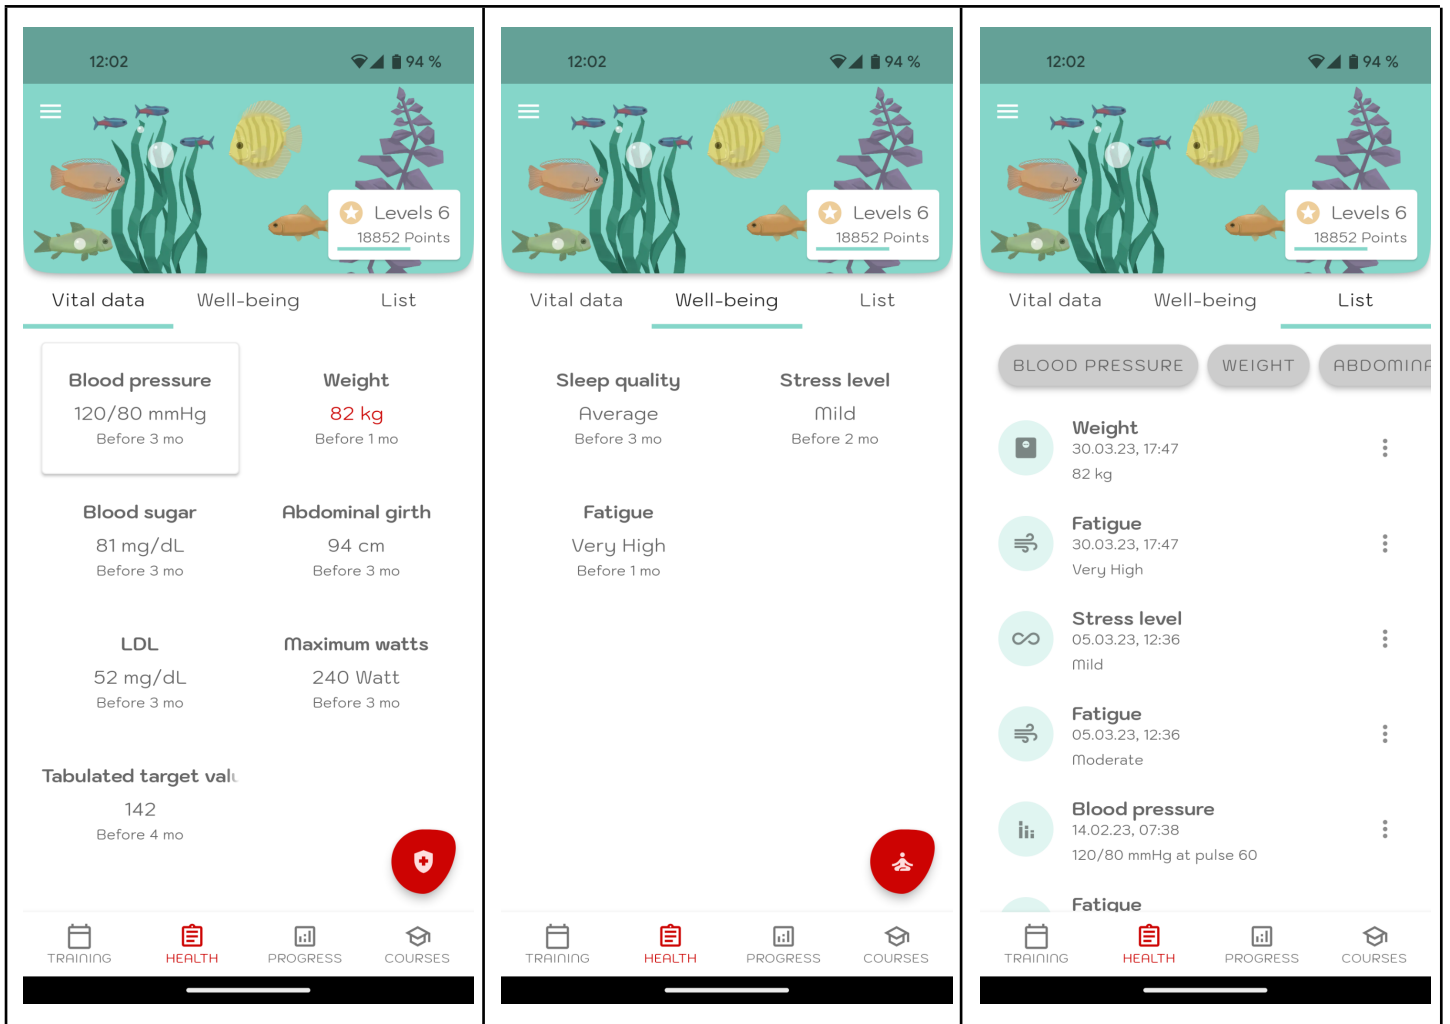 12:02
94 %
Levels 6
18852 Points
Vital data
Well-being
List
Blood pressure
120/80 mmHg
Before 3 mo
Weight
82 kg
Before 1 mo
Blood sugar
81 mg/dL
Before 3 mo
Abdominal girth
94 cm
Before 3 mo
LDL
52 mg/dL
Before 3 mo
Maximum watts
240 Watt
Before 3 mo
Tabulated target valu
142
Before 4 mo
TRAINING
HEALTH
PROGRESS
COURSES
12:02
94 %
Levels 6
18852 Points
Vital data
Well-being
List
Sleep quality
Average
Before 3 mo
Stress level
Mild
Before 2 mo
Fatigue
Very High
Before 1 mo
TRAINING
HEALTH
PROGRESS
COURSES
12:02
94 %
Levels 6
18852 Points
Vital data
Well-being
List
BLOOD PRESSURE
WEIGHT
ABDOMINA
Weight
30.03.23, 17:47
82 kg
Fatigue
30.03.23, 17:47
Very High
Stress level
05.03.23, 12:36
Mild
Fatigue
05.03.23, 12:36
Moderate
Blood pressure
14.02.23, 07:38
120/80 mmHg at pulse 60
Fatigue
TRAINING
HEALTH
PROGRESS
COURSES